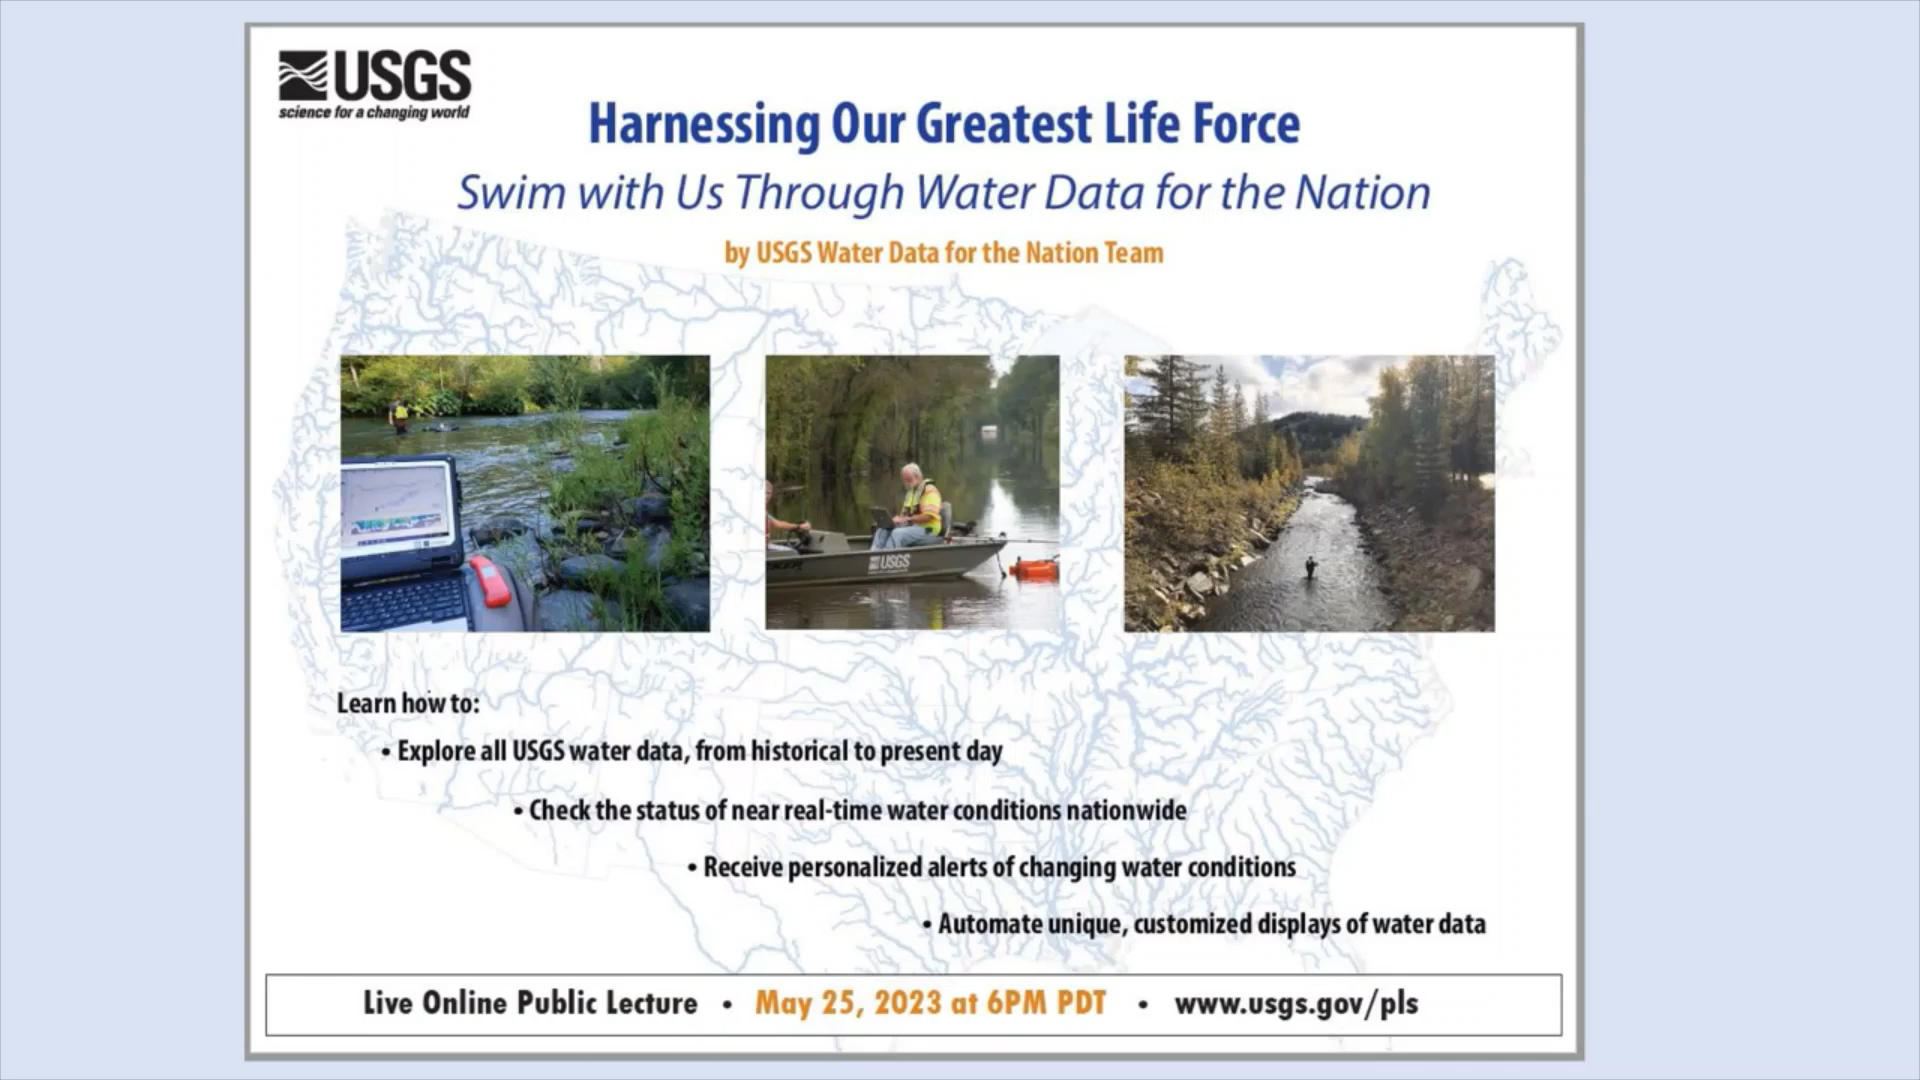 USGS
science for a changing world
Harnessing Our Greatest Life Force
Swim with Us Through Water Data for the Nation
by USGS Water Data for the Nation Team
USGS
Learn how to:
• Explore all USGS water data, from historical to present day
• Check the status of near real-time water conditions nationwide
• Receive personalized alerts of changing water conditions
• Automate unique, customized displays of water data
Live Online Public Lecture • May 25, 2023 at 6PM PDT • www.usgs.gov/pls